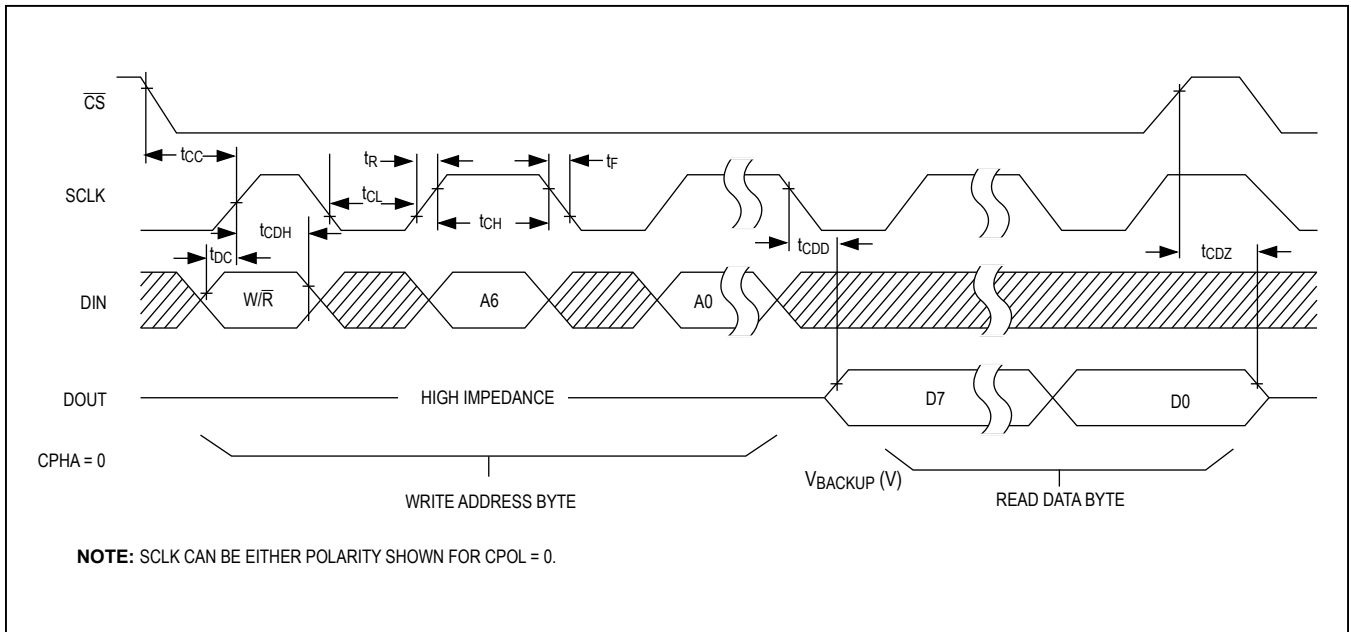 CS
tCC
tR
tF
SCLK
tCL
tCH
tCDH
tCDD
tCDZ
tDC
DIN
W/R
A6
A0
DOUT
HIGH IMPEDANCE
D7
D0
CPHA = 0
WRITE ADDRESS BYTE
VBACKUP (V)
READ DATA BYTE
NOTE: SCLK CAN BE EITHER POLARITY SHOWN FOR CPOL = 0.